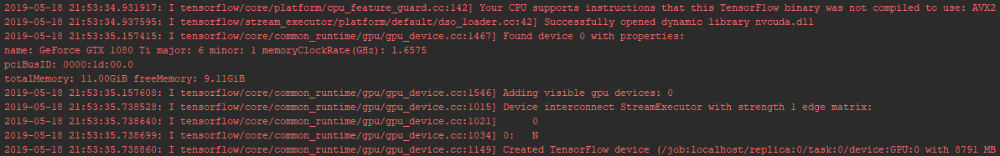 2019-05-18 21:53:34.931917: I tensorflow/core/platform/cpu_feature_guard.cc:142] Your CPU supports instructions that this TensorFlow binary was not compiled to use: AVX2
2019-05-18 21:53:34.937595: I tensorflow/stream_executor/platform/default/dso_loader.cc:42] Successfully opened dynamic library nvcuda.dll
2019-05-18 21:53:35.157415: I tensorflow/core/common_runtime/gpu/gpu_device.cc:1467] Found device 0 with properties:
name: GeForce GTX 1080 Ti major: 6 minor: 1 memoryClockRate(GHz): 1.6575
pciBusID: 0000:1d:00.0
totalMemory: 11.00GiB freeMemory: 9.11GiB
2019-05-18 21:53:35.157608: I tensorflow/core/common_runtime/gpu/gpu_device.cc:1546] Adding visible gpu devices: 0
2019-05-18 21:53:35.738528: I tensorflow/core/common_runtime/gpu/gpu_device.cc:1015] Device interconnect StreamExecutor with strength 1 edge matrix:
2019-05-18 21:53:35.738640: I tensorflow/core/common_runtime/gpu/gpu_device.cc:1021]      0
2019-05-18 21:53:35.738699: I tensorflow/core/common_runtime/gpu/gpu_device.cc:1034] 0:   N
2019-05-18 21:53:35.738860: I tensorflow/core/common_runtime/gpu/gpu_device.cc:1149] Created TensorFlow device (/job:localhost/replica:0/task:0/device:GPU:0 with 8791 MB